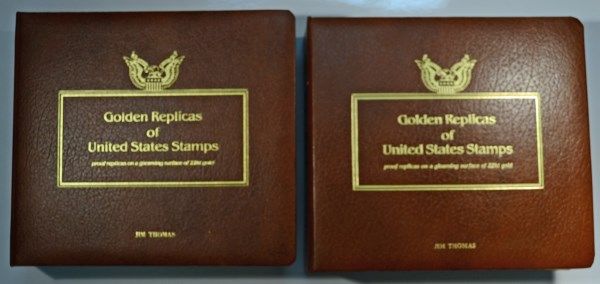 Golden Replicas
of
United States Stamps
proof replicas on a gleaming surface of 22kt gold
JIM THOMAS
Golden Replicas
of
United States Stamps
proof replicas on a gleaming surface of 22kt gold
JIM THOMAS